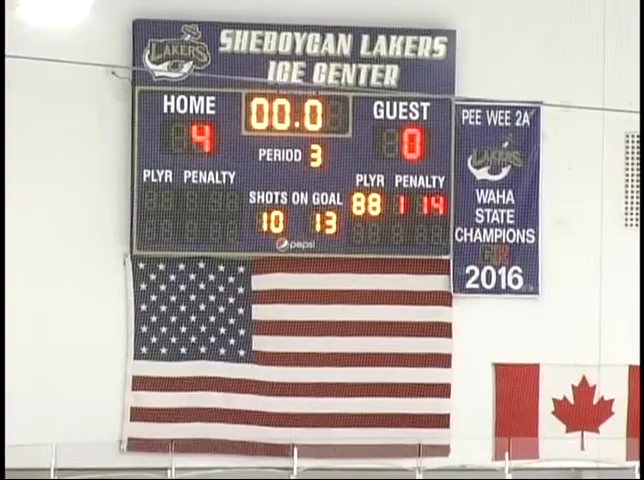 LAKERS
SHEBOYGAN LAKERS
ICE CENTER
HOME 00.0 GUEST
4 0
PERIOD 3
PLYR PENALTY PLYR PENALTY
SHOTS ON GOAL 88 1 14
10 13
pepsi
PEE WEE 2A
LAKERS
WAHA
STATE
CHAMPIONS
2016